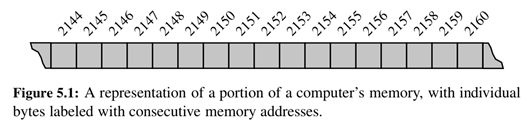 2144 2145 2146 2147 2148 2149 2150 2151 2152 2153 2154 2155 2156 2157 2158 2159 2160
Figure 5.1: A representation of a portion of a computer's memory, with individual
bytes labeled with consecutive memory addresses.